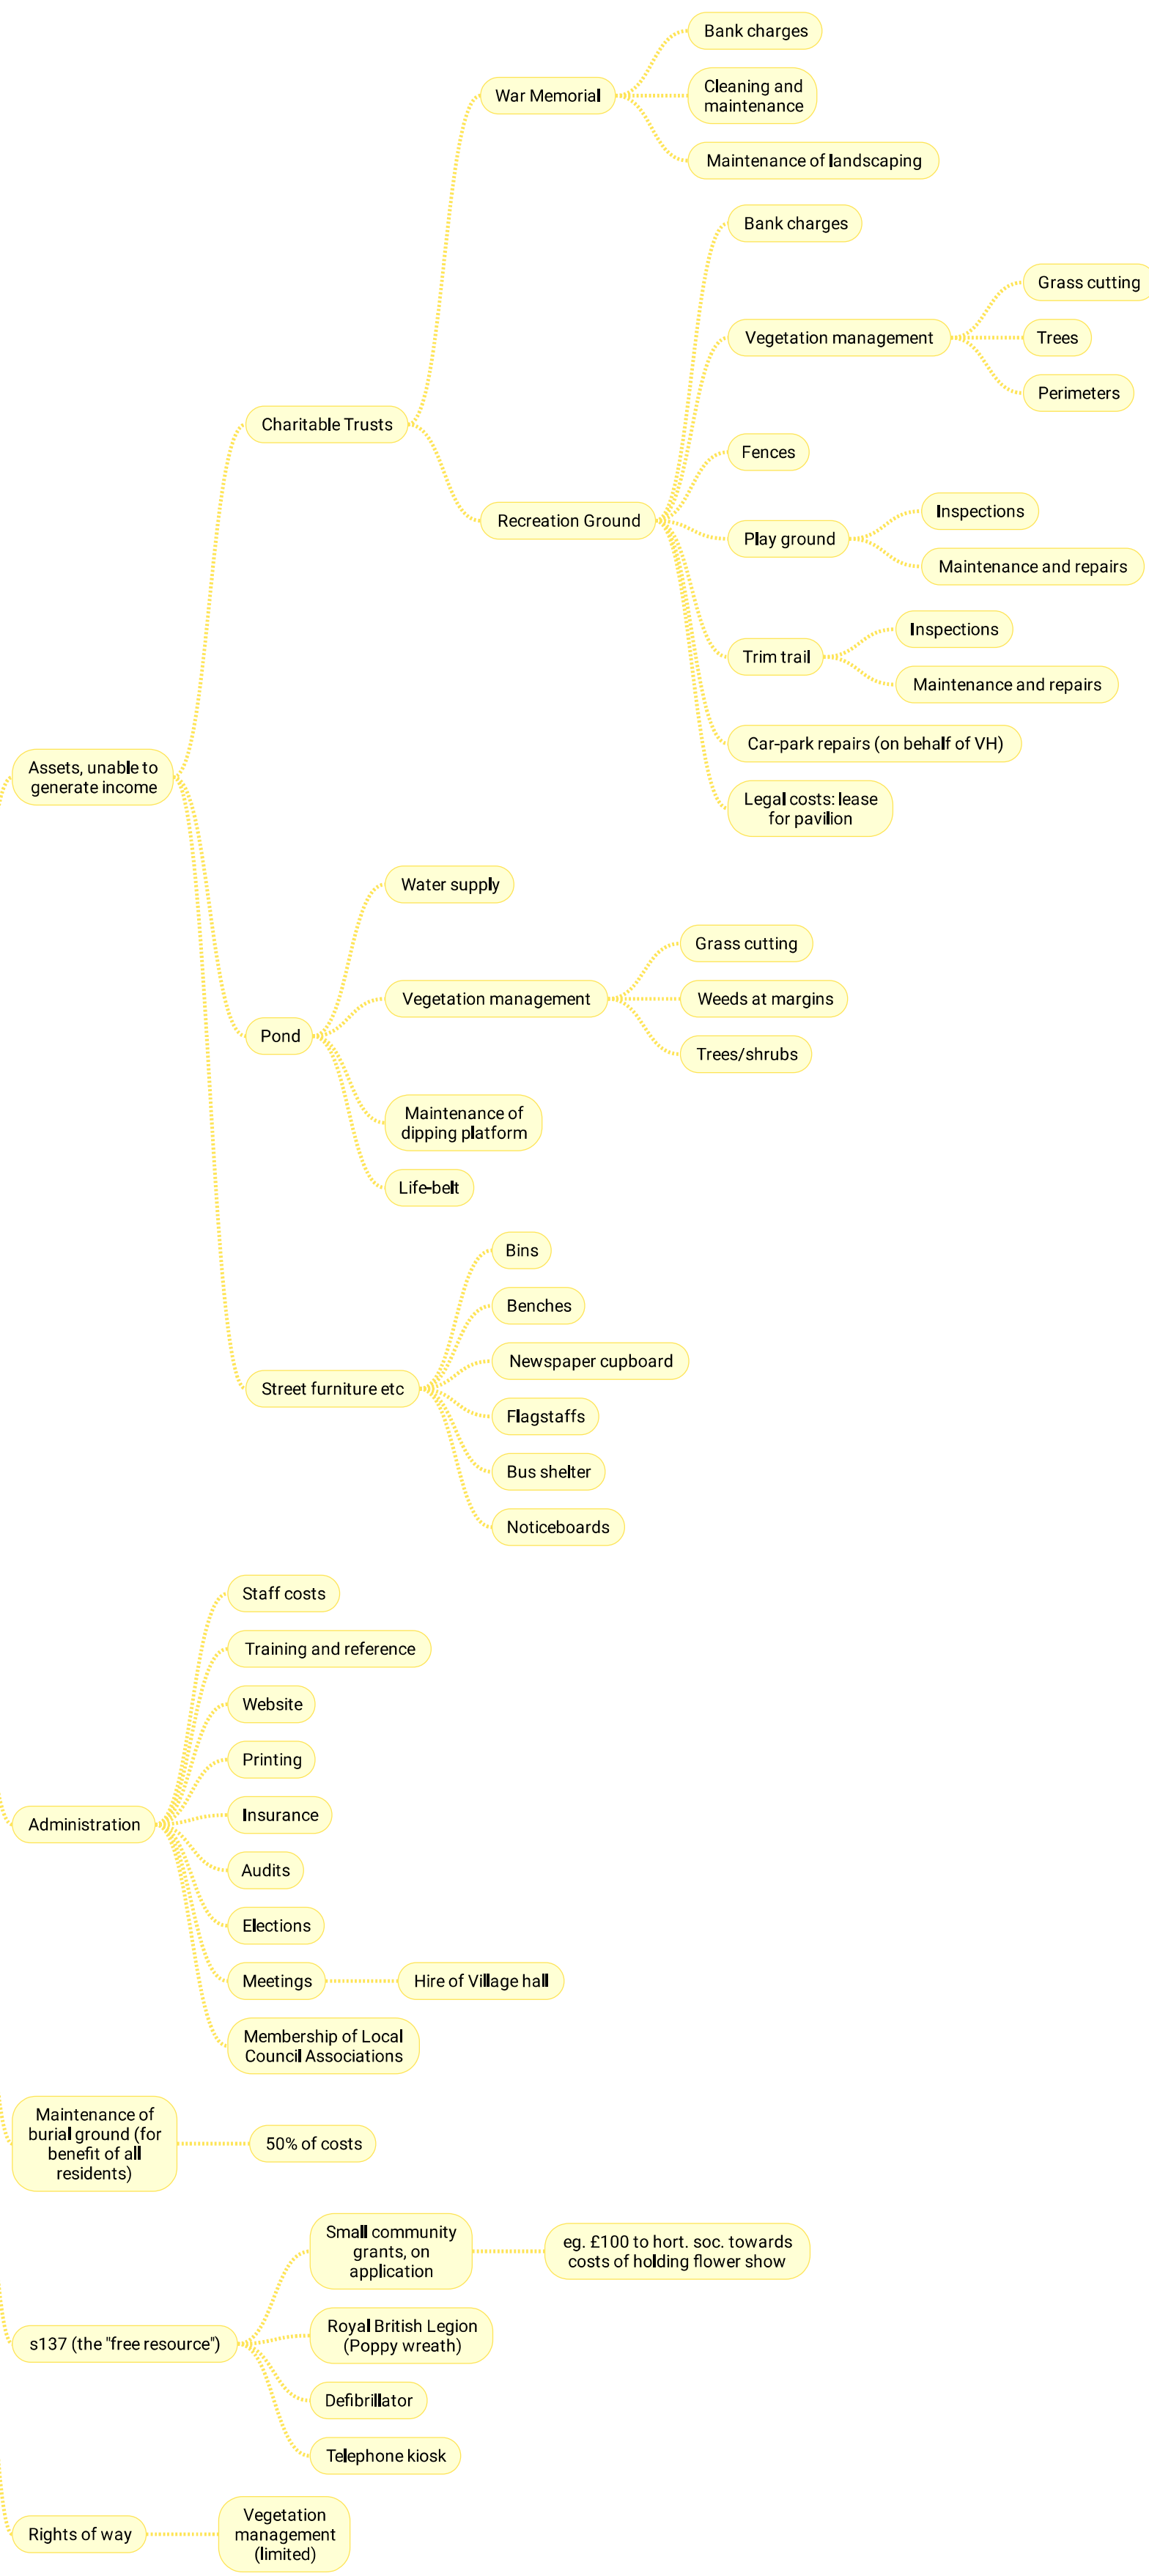 Bank charges
War Memorial
Cleaning and
maintenance
Maintenance of landscaping
Bank charges
Grass cutting
Vegetation management
Trees
Perimeters
Charitable Trusts
Fences
Recreation Ground
Inspections
Play ground
Maintenance and repairs
Inspections
Trim trail
Maintenance and repairs
Car-park repairs (on behalf of VH)
Assets, unable to
generate income
Legal costs: lease
for pavilion
Water supply
Grass cutting
Vegetation management
Weeds at margins
Pond
Trees/shrubs
Maintenance of
dipping platform
Life-belt
Bins
Benches
Newspaper cupboard
Street furniture etc
Flagstaffs
Bus shelter
Noticeboards
Staff costs
Training and reference
Website
Printing
Administration
Insurance
Audits
Elections
Meetings
Hire of Village hall
Membership of Local
Council Associations
Maintenance of
burial ground (for
benefit of all
residents)
50% of costs
Small community
grants, on
application
eg. £100 to hort. soc. towards
costs of holding flower show
s137 (the "free resource")
Royal British Legion
(Poppy wreath)
Defibrillator
Telephone kiosk
Rights of way
Vegetation
management
(limited)